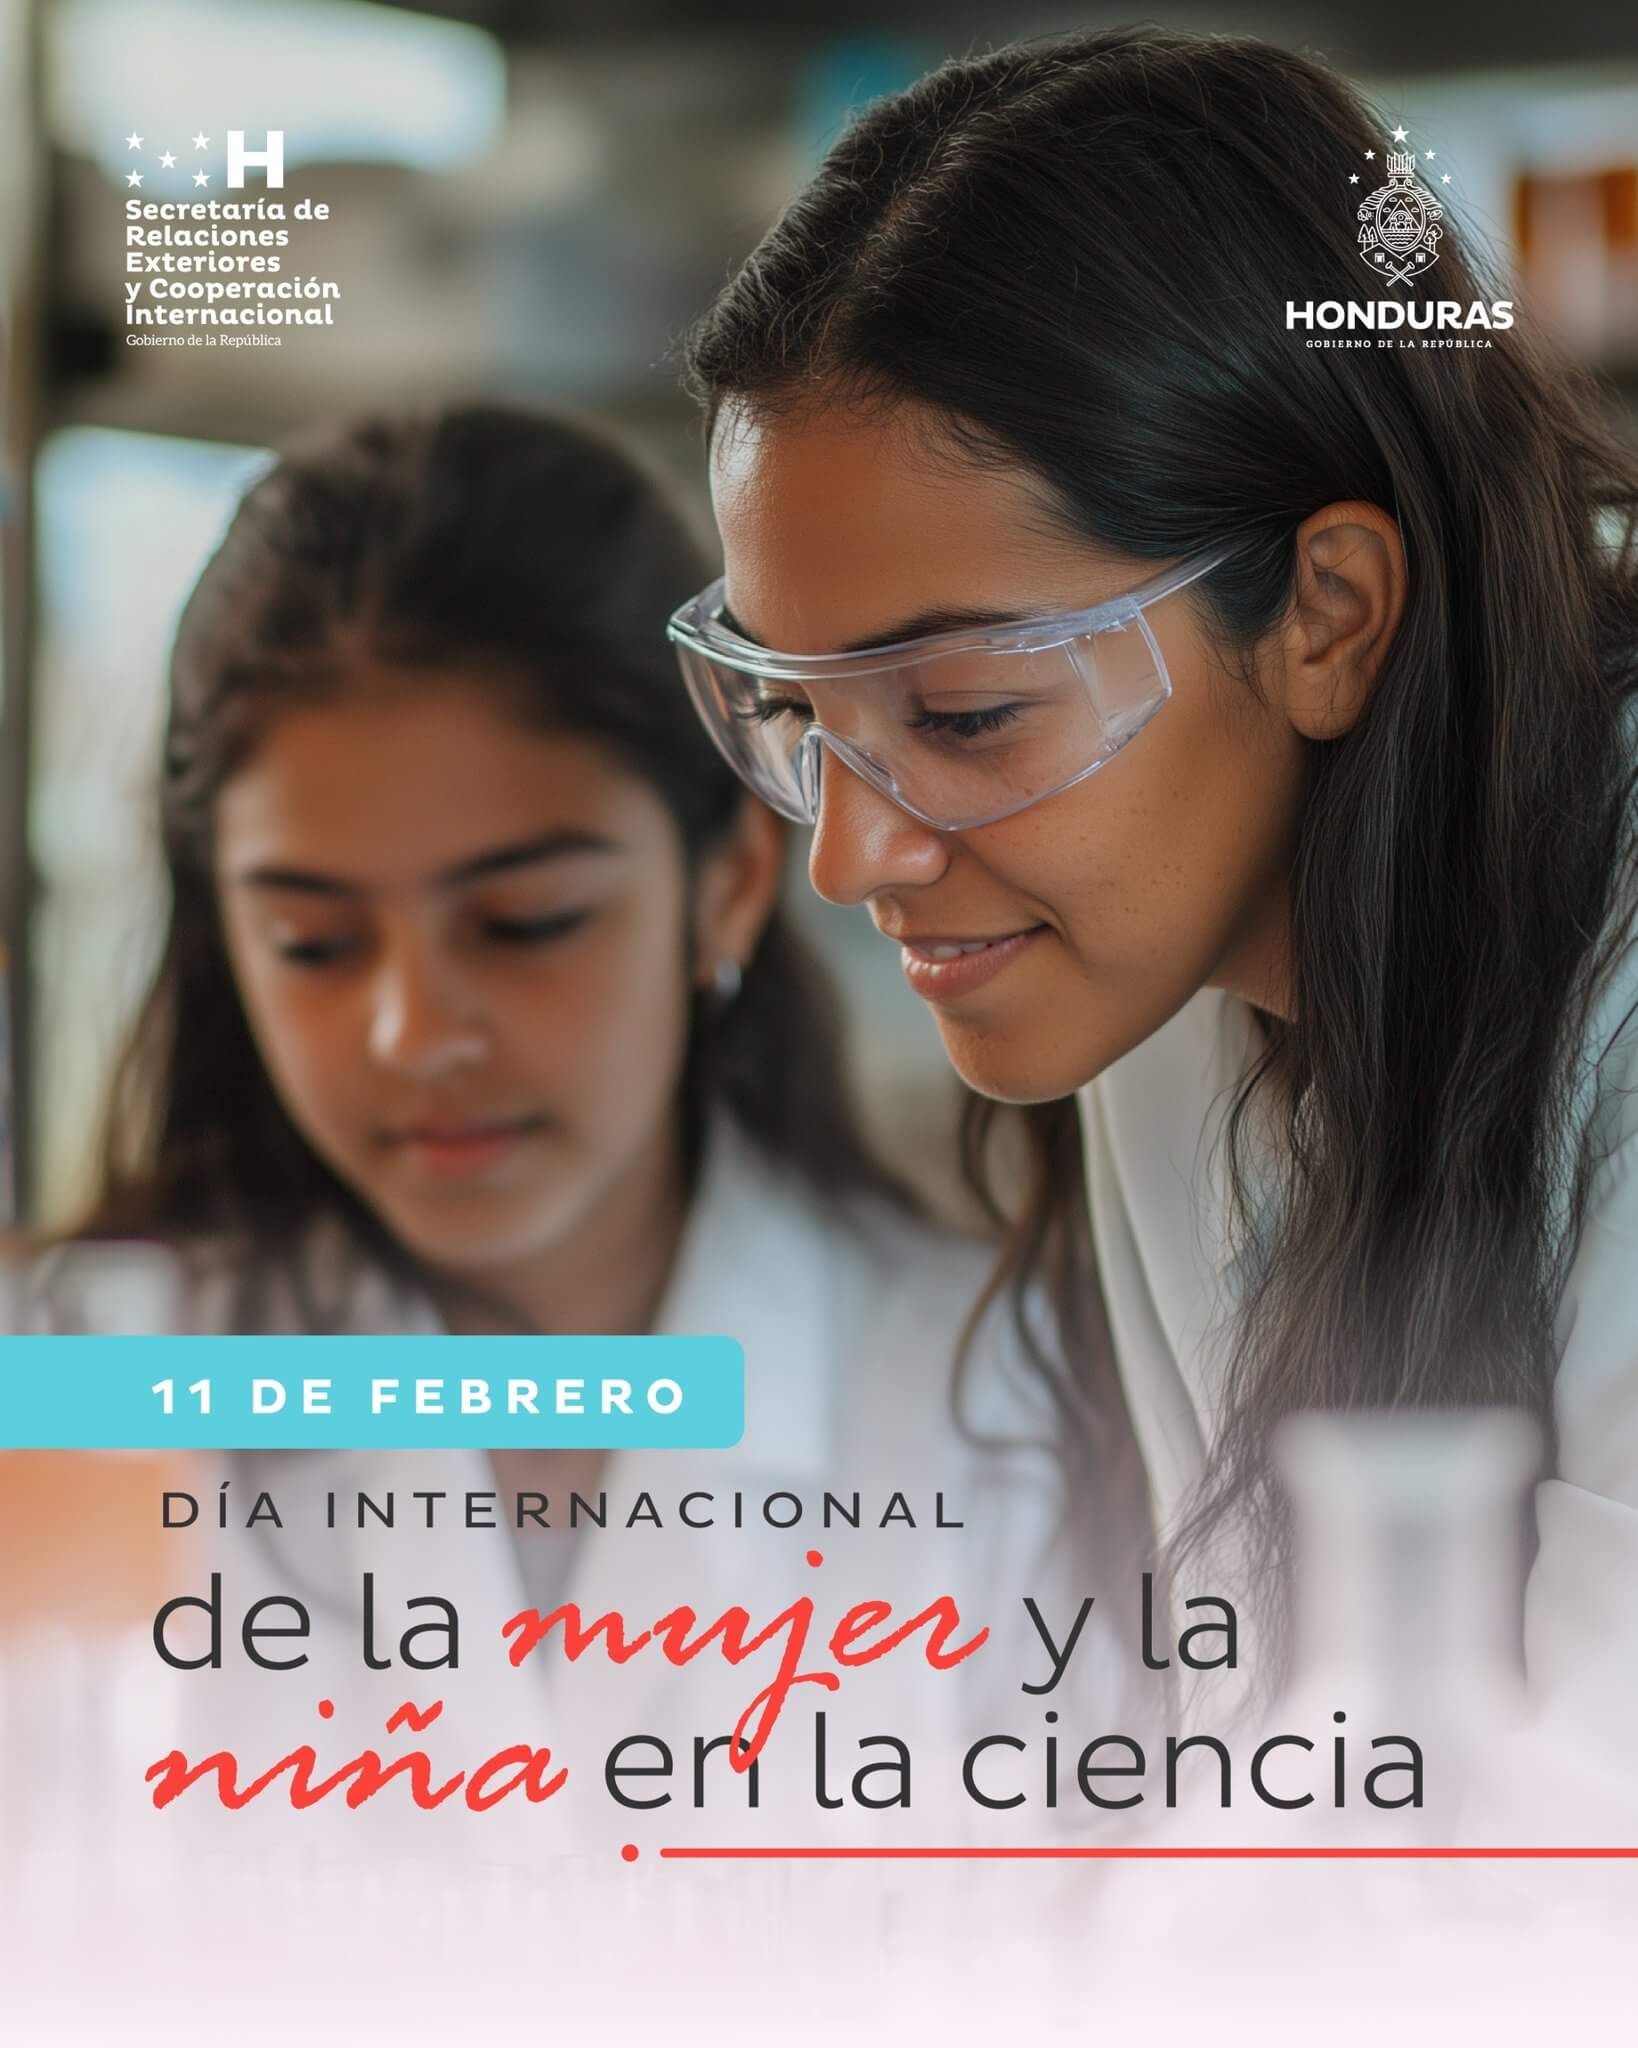 H
Secretaría de
Relaciones
Exteriores
y Cooperación
Internacional
Gobierno de la República
HONDURAS
GOBIERNO DE LA REPÚBLICA
11 DE FEBRERO
DÍA INTERNACIONAL
de la mujer y la
niña en la ciencia